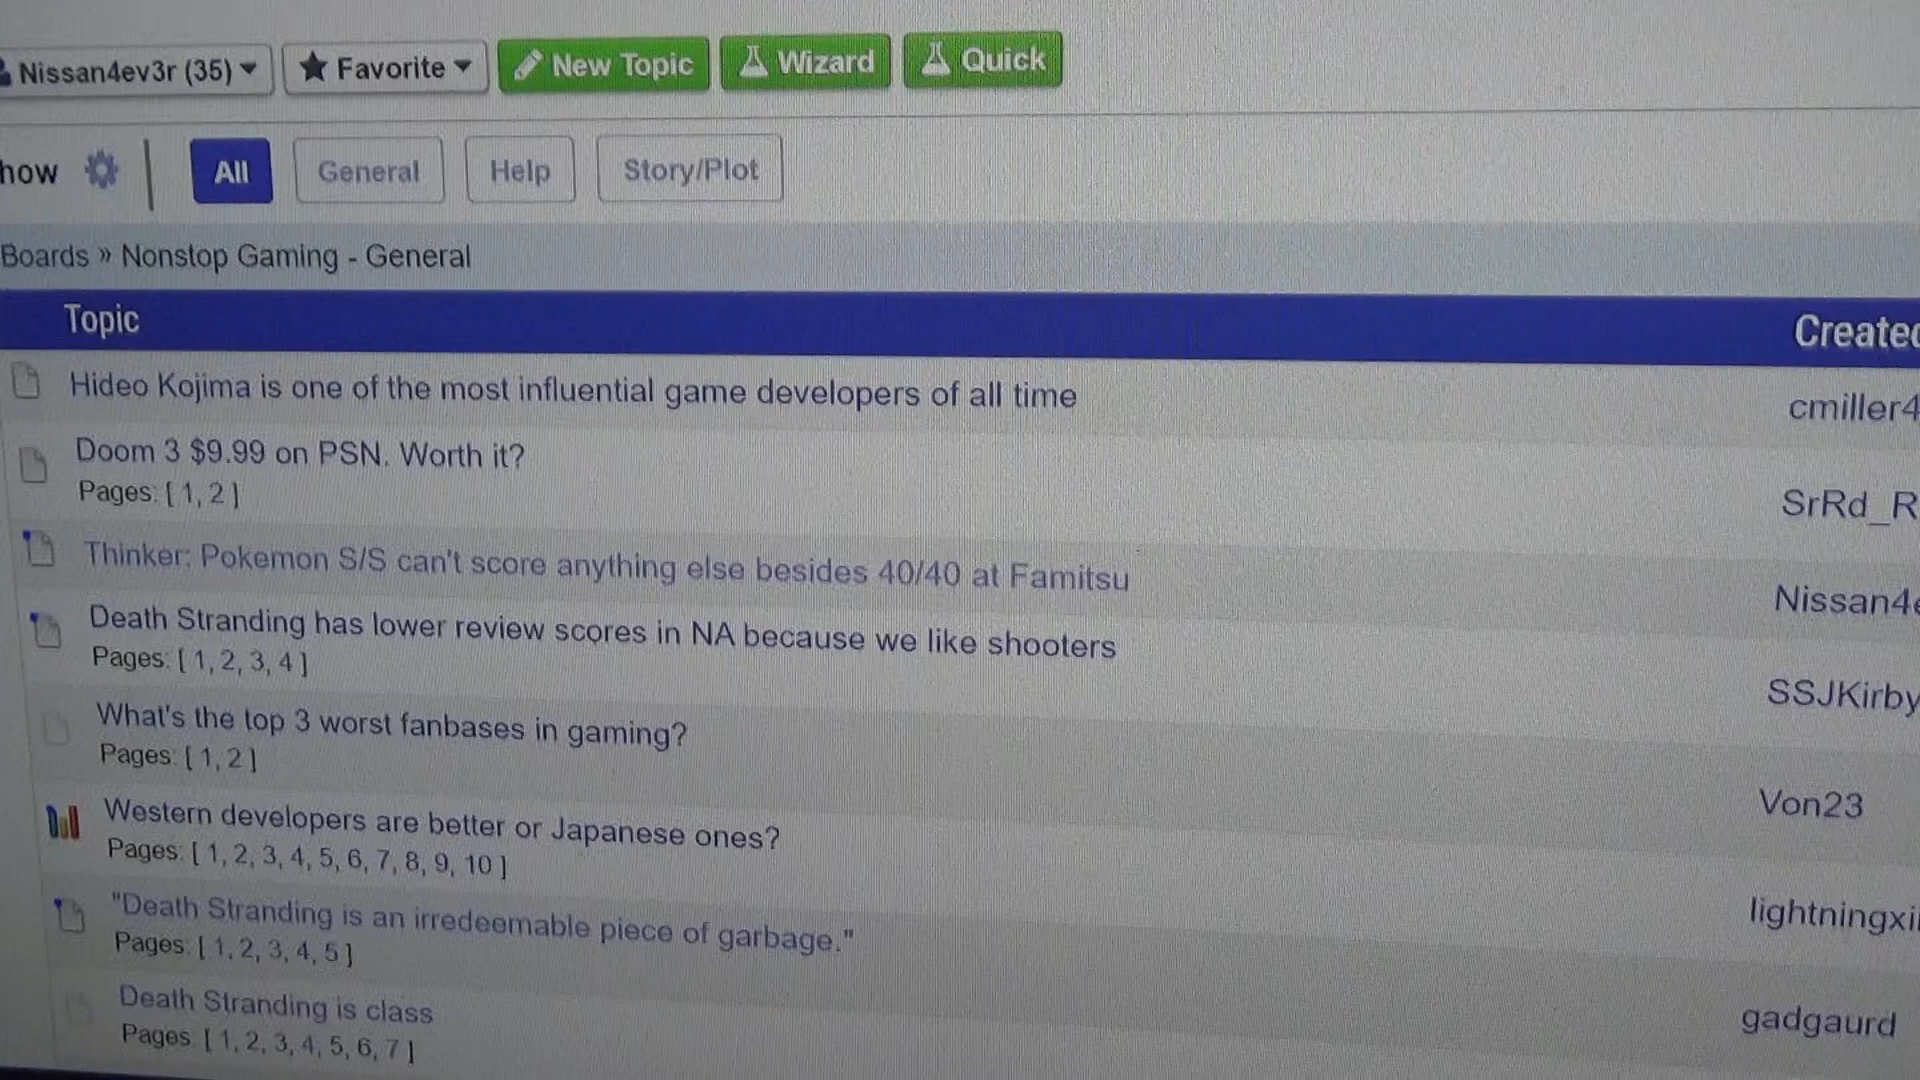 Nissan4ev3r (35) Favorite New Topic Wizard Quick
how All General Help Story/Plot
Boards » Nonstop Gaming - General
Topic Created
Hideo Kojima is one of the most influential game developers of all time cmiller4
Doom 3 $9.99 on PSN. Worth it?
Pages: [ 1, 2 ] SrRd_R
Thinker: Pokemon S/S can't score anything else besides 40/40 at Famitsu Nissan4e
Death Stranding has lower review scores in NA because we like shooters
Pages: [ 1, 2, 3, 4 ] SSJKirby
What's the top 3 worst fanbases in gaming?
Pages: [ 1, 2 ] Von23
Western developers are better or Japanese ones?
Pages: [ 1, 2, 3, 4, 5, 6, 7, 8, 9, 10 ] lightningxii
"Death Stranding is an irredeemable piece of garbage."
Pages: [ 1, 2, 3, 4, 5 ]
Death Stranding is class gadgaurd
Pages: [ 1, 2, 3, 4, 5, 6, 7 ]